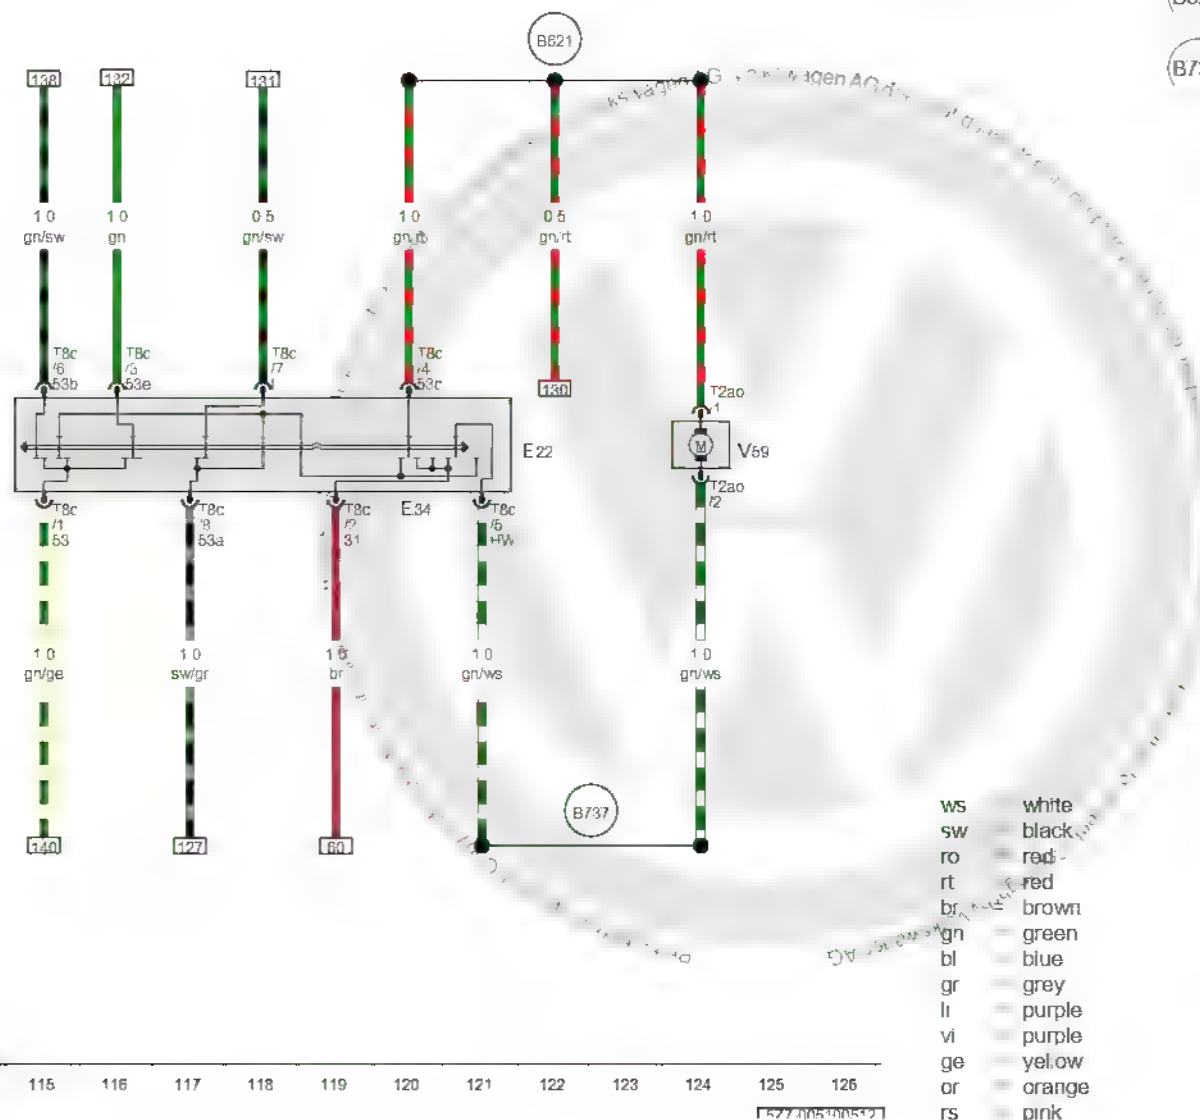 B621
138 132 131
1.0 1.0 0.5 1.0 0.5 1.0
gn/sw gn gn/sw gn/rt gn/rt gn/rt
T8c T8c T8c T8c
/6 /3 /7 /4
53b 53e 53c
130
T2ao
/1
M
E22
V59
T2ao
/2
T8c T8c T8c E34 T8c
/1 /8 /2
53 53a 31
1.0 1.0 1.0 1.0
gn/ge sw/gr br gn/ws gn/ws
B737
140 127 60
ws = white
sw = black
ro = red
rt = red
br = brown
gn = green
bl = blue
gr = grey
li = purple
vi = purple
ge = yellow
or = orange
rs = pink
115 116 117 118 119 120 121 122 123 124 125 126